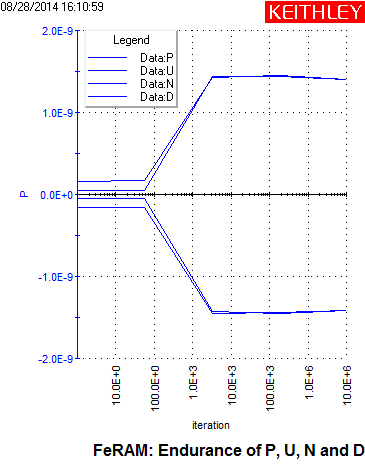 08/28/2014 16:10:59
KEITHLEY
2.0E-9
Legend
Data:P
Data:U
Data:N
Data:D
1.0E-9
P
0.0E+0
-1.0E-9
-2.0E-9
10.0E+0
100.0E+0
1.0E+3
10.0E+3
100.0E+3
1.0E+6
10.0E+6
iteration
FeRAM: Endurance of P, U, N and D